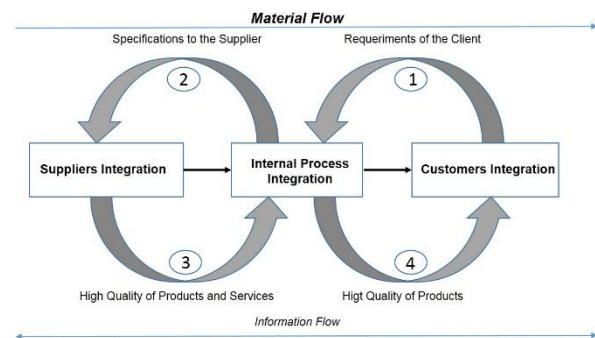 Material Flow
Specifications to the Supplier
Requeriments of the Client
2
1
Suppliers Integration
Internal Process
Integration
Customers Integration
3
4
High Quality of Products and Services
Higt Quality of Products
Information Flow